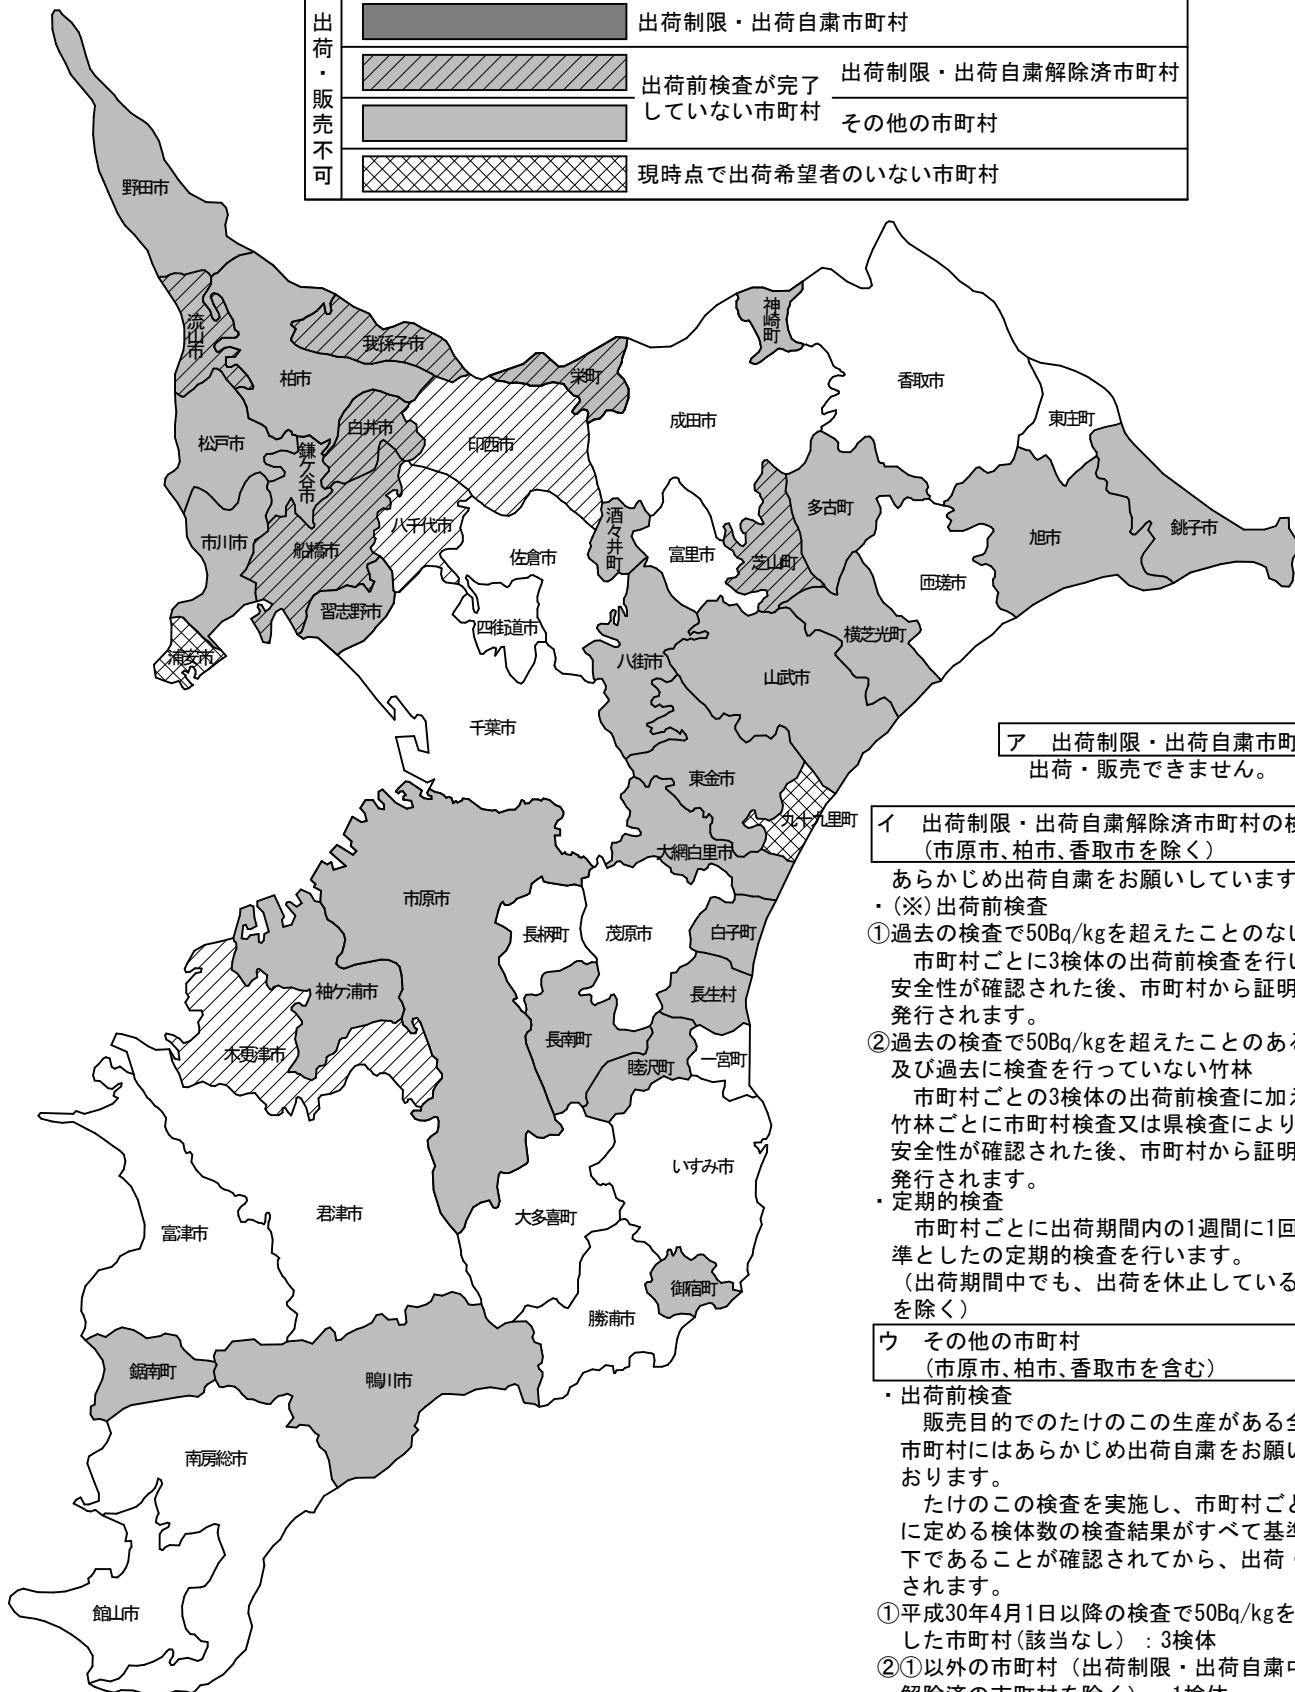 出荷・販売不可
出荷制限・出荷自粛市町村
出荷前検査が完了
していない市町村
出荷制限・出荷自粛解除済市町村
その他の市町村
現時点で出荷希望者のいない市町村
野田市
流山市
我孫子市
柏市
栄町
神崎町
香取市
成田市
東庄町
松戸市
鎌ケ谷市
白井市
印西市
多古町
銚子市
市川市
船橋市
八千代市
佐倉市
酒々井町
富里市
芝山町
旭市
匝瑳市
習志野市
四街道市
横芝光町
浦安市
八街市
山武市
千葉市
東金市
九十九里町
大網白里市
市原市
長柄町
茂原市
白子町
袖ケ浦市
長生村
長南町
木更津市
睦沢町
一宮町
いすみ市
君津市
大多喜町
富津市
御宿町
勝浦市
鋸南町
鴨川市
南房総市
館山市
ア　出荷制限・出荷自粛市町
出荷・販売できません。
イ　出荷制限・出荷自粛解除済市町村の検
(市原市、柏市、香取市を除く)
あらかじめ出荷自粛をお願いしています
・(※)出荷前検査
①過去の検査で50Bq/kgを超えたことのない
市町村ごとに3検体の出荷前検査を行い
安全性が確認された後、市町村から証明
発行されます。
②過去の検査で50Bq/kgを超えたことのある
及び過去に検査を行っていない竹林
市町村ごとの3検体の出荷前検査に加え
竹林ごとに市町村検査又は県検査により
安全性が確認された後、市町村から証明
発行されます。
・定期的検査
市町村ごとに出荷期間内の1週間に1回
準としたの定期的検査を行います。
（出荷期間中でも、出荷を休止している
を除く）
ウ　その他の市町村
(市原市、柏市、香取市を含む)
・出荷前検査
販売目的でのたけのこの生産がある全
市町村にはあらかじめ出荷自粛をお願い
おります。
たけのこの検査を実施し、市町村ごと
に定める検体数の検査結果がすべて基準
下であることが確認されてから、出荷・
されます。
①平成30年4月1日以降の検査で50Bq/kgを
した市町村(該当なし）：3検体
②①以外の市町村（出荷制限・出荷自粛中
解除済の市町村を除く）：1検体